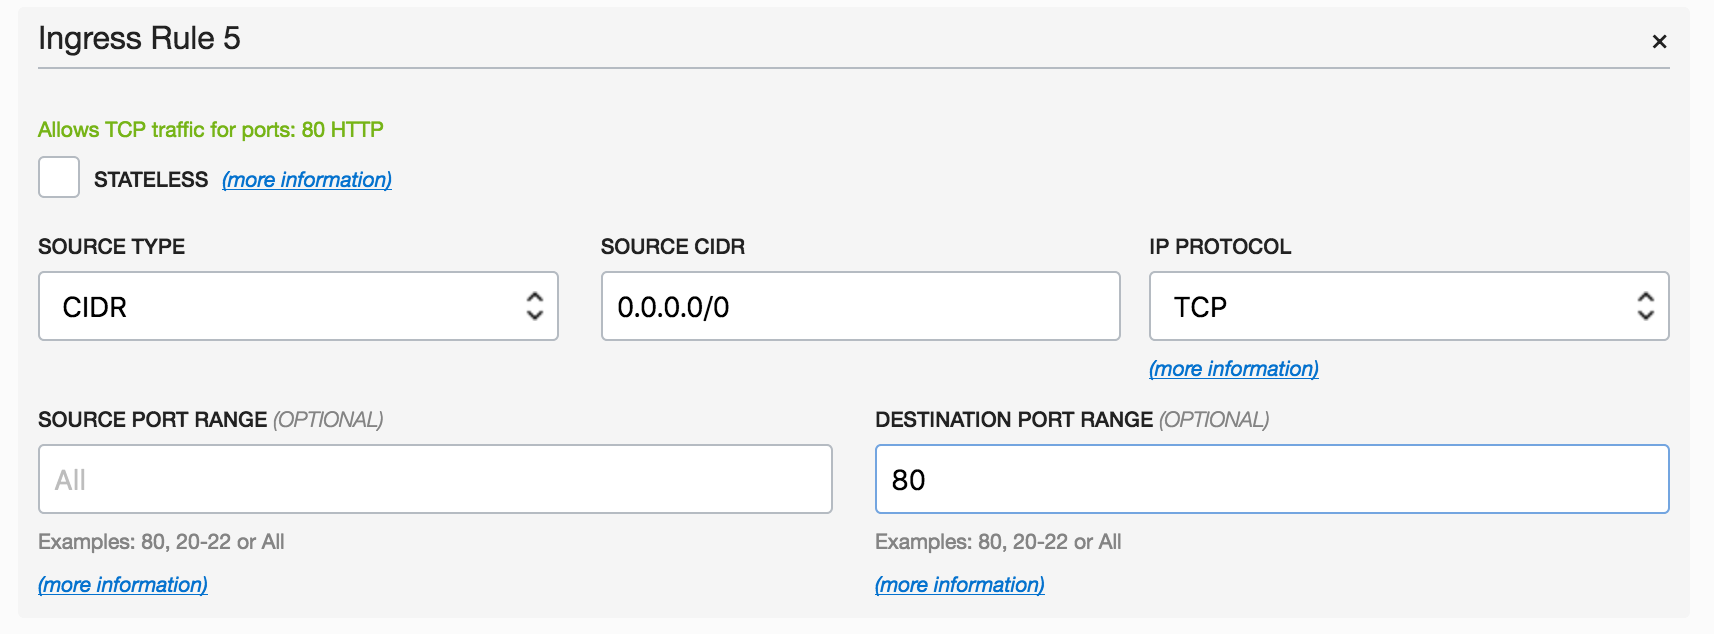 Ingress Rule 5 ×
Allows TCP traffic for ports: 80 HTTP
STATELESS (more information)
SOURCE TYPE SOURCE CIDR IP PROTOCOL
CIDR 0.0.0.0/0 TCP
(more information)
SOURCE PORT RANGE (OPTIONAL) DESTINATION PORT RANGE (OPTIONAL)
All 80
Examples: 80, 20-22 or All Examples: 80, 20-22 or All
(more information) (more information)